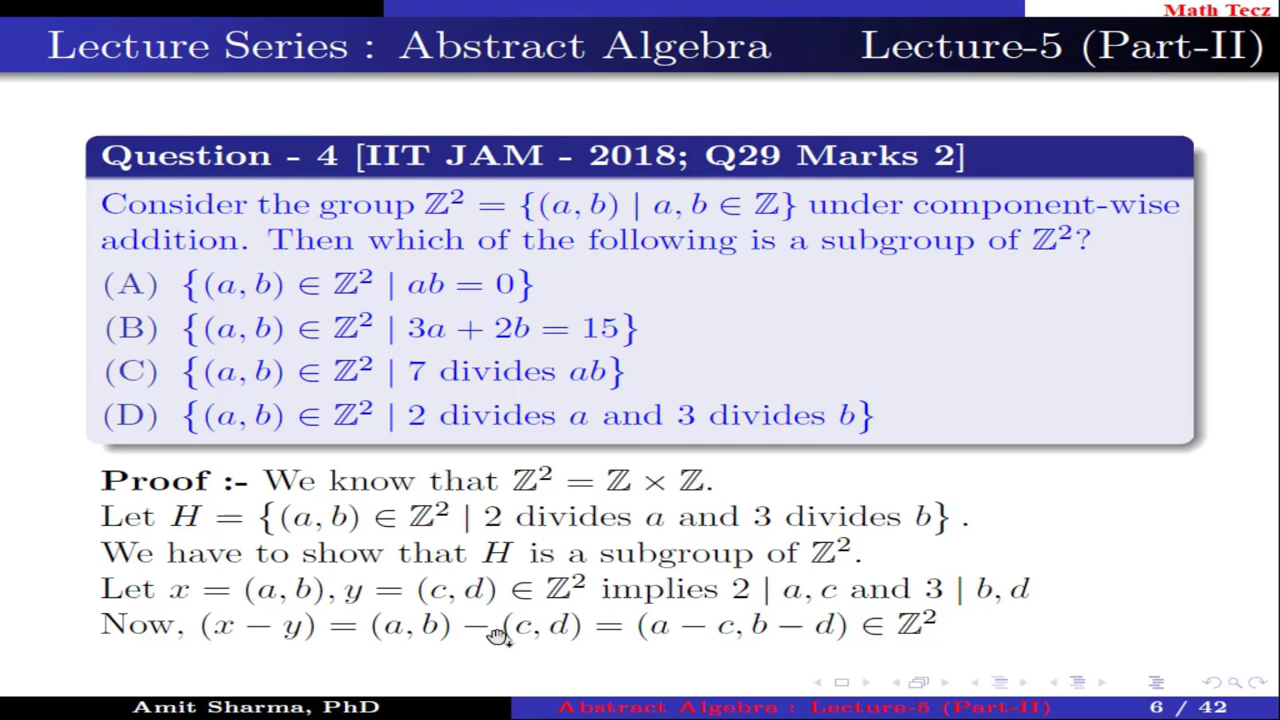 Math Tecz
Lecture Series : Abstract Algebra Lecture-5 (Part-II)
Question - 4 [IIT JAM - 2018; Q29 Marks 2]
Consider the group ℤ² = {(a, b) | a, b ∈ ℤ} under component-wise
addition. Then which of the following is a subgroup of ℤ²?
(A) {(a, b) ∈ ℤ² | ab = 0}
(B) {(a, b) ∈ ℤ² | 3a + 2b = 15}
(C) {(a, b) ∈ ℤ² | 7 divides ab}
(D) {(a, b) ∈ ℤ² | 2 divides a and 3 divides b}
Proof :- We know that ℤ² = ℤ × ℤ.
Let H = {(a, b) ∈ ℤ² | 2 divides a and 3 divides b} .
We have to show that H is a subgroup of ℤ².
Let x = (a, b), y = (c, d) ∈ ℤ² implies 2 | a, c and 3 | b, d
Now, (x − y) = (a, b) − (c, d) = (a − c, b − d) ∈ ℤ²
Amit Sharma, PhD Abstract Algebra : Lecture-5 (Part-II) 6 / 42